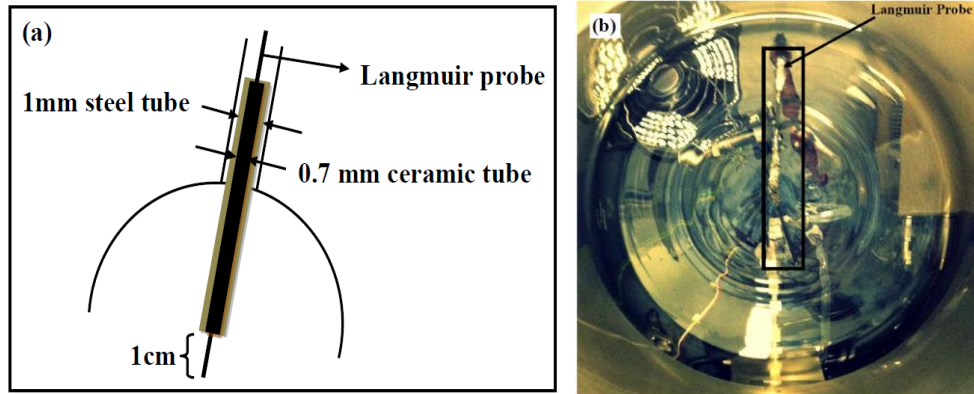 (a)
Langmuir probe
1mm steel tube
0.7 mm ceramic tube
1cm
(b)
Langmuir Probe